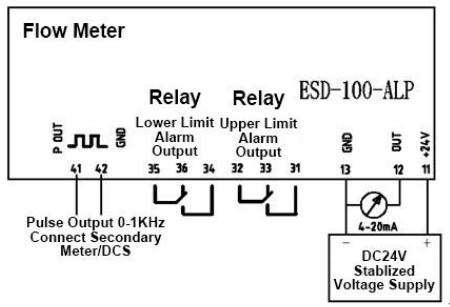 Flow Meter
ESD-100-ALP
Relay
Lower Limit
Alarm
Output
Relay
Upper Limit
Alarm
Output
P OUT
GND
GND
OUT
+24V
41 42 35 36 34 32 33 31 13 12 11
Pulse Output 0-1KHz
Connect Secondary
Meter/DCS
4-20mA
- +
DC24V
Stablized
Voltage Supply